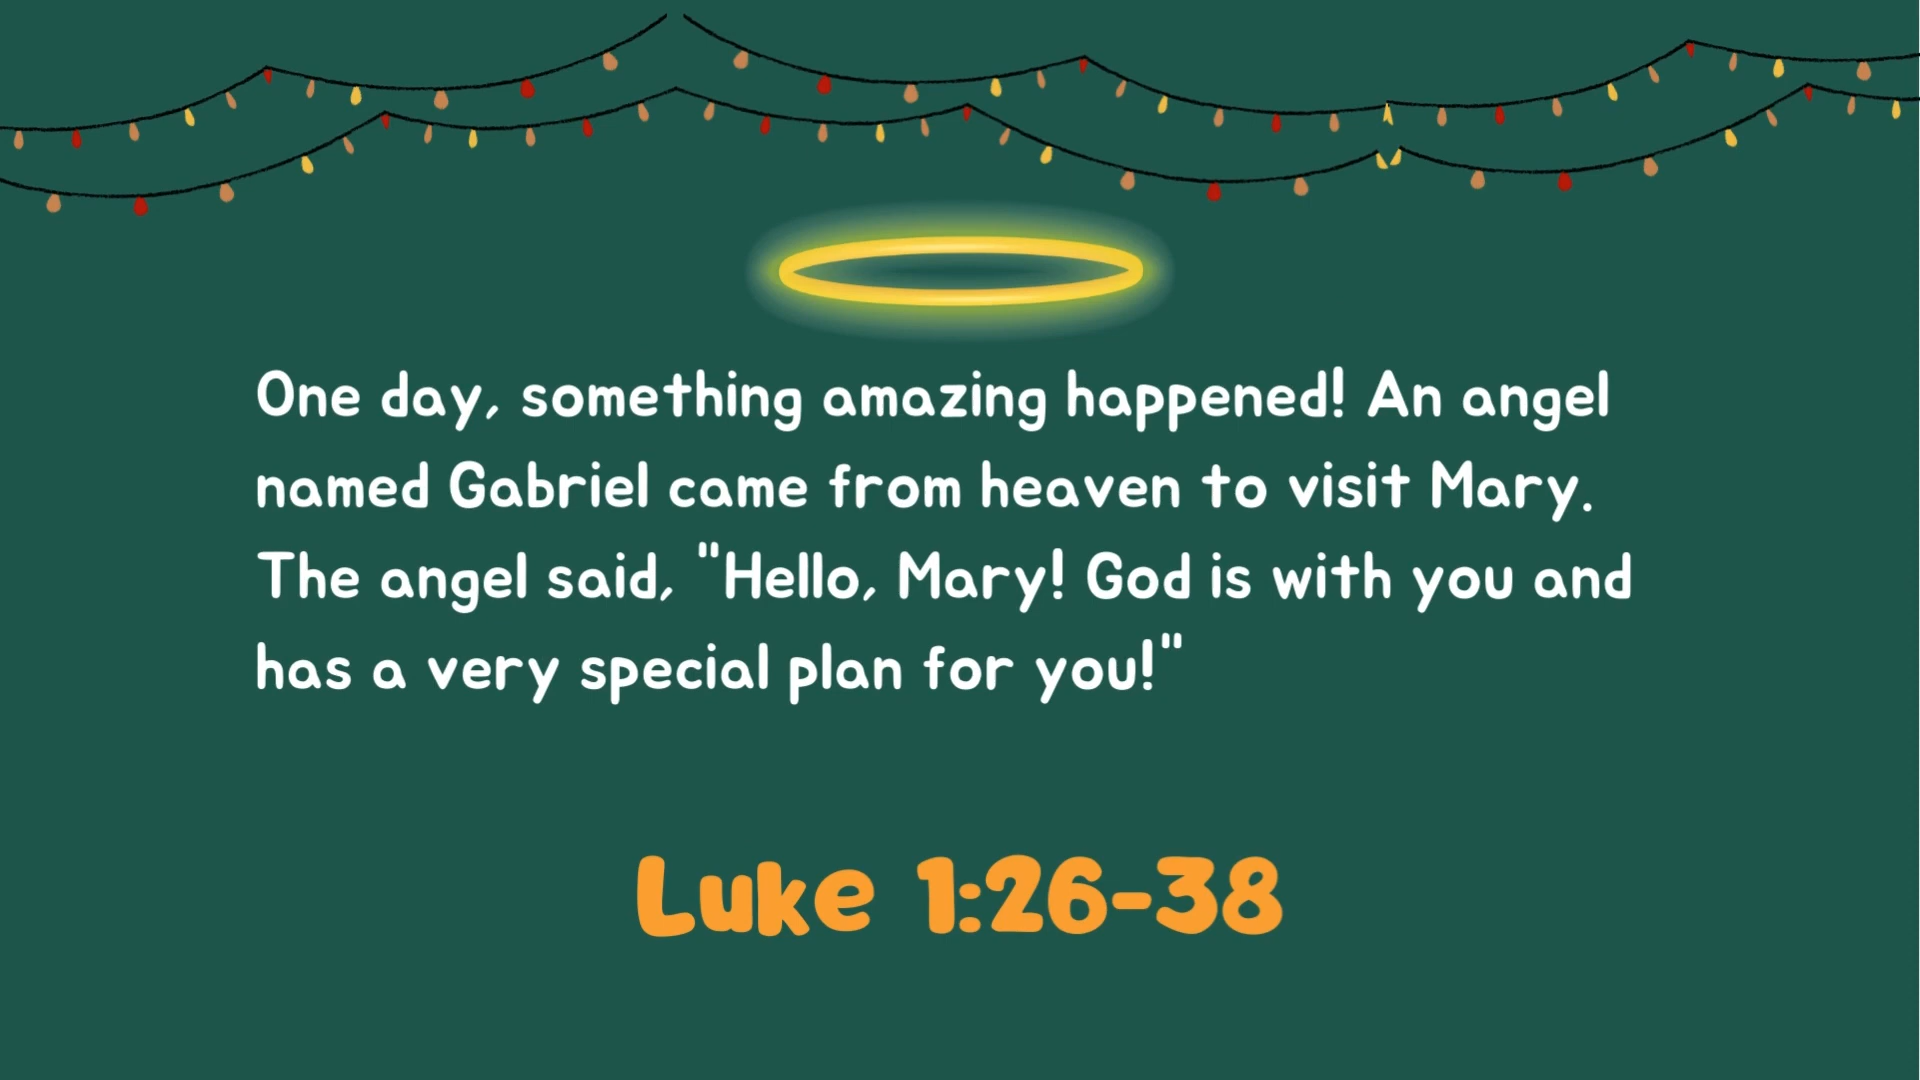 One day, something amazing happened! An angel
named Gabriel came from heaven to visit Mary.
The angel said, "Hello, Mary! God is with you and
has a very special plan for you!"
Luke 1:26-38